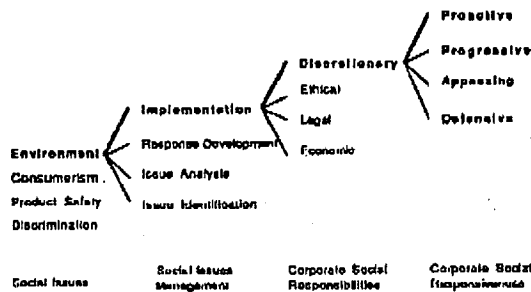 Proactive
Progressive
Appeasing
Defensive
Discretionary
Ethical
Legal
Economic
Implementation
Response Development
Issue Analysis
Issue Identification
Environment
Consumerism
Product Safety
Discrimination
Social Issues
Social Issues
Management
Corporate Social
Responsibilities
Corporate Social
Responsiveness